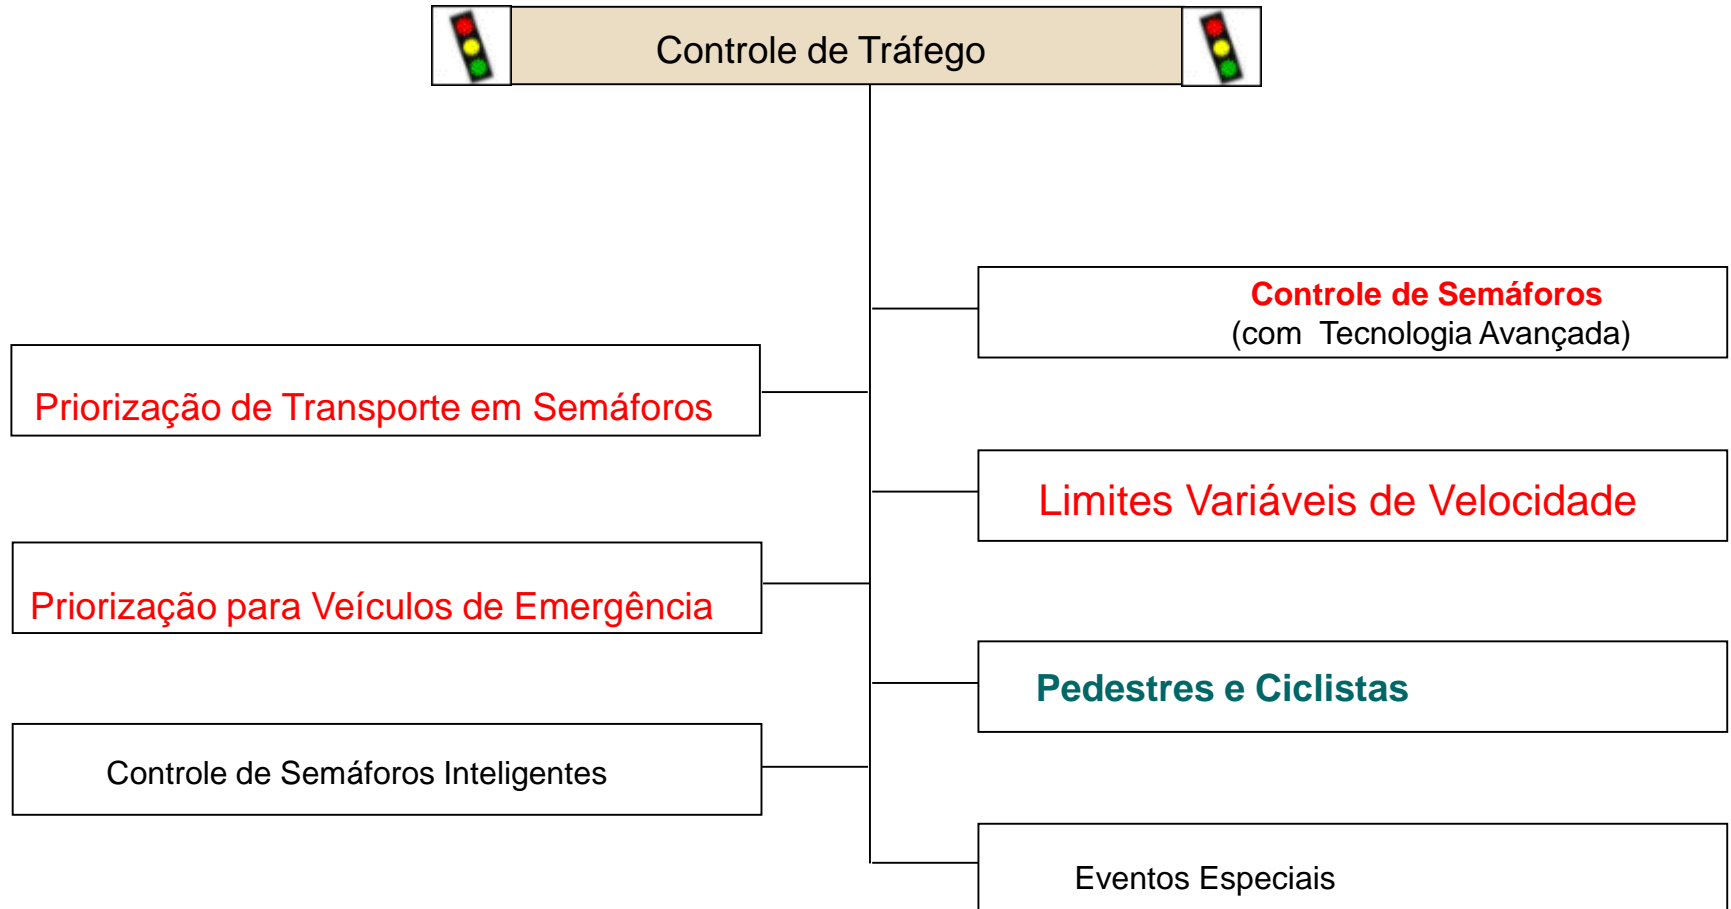 Controle de Tráfego
Controle de Semáforos
(com Tecnologia Avançada)
Priorização de Transporte em Semáforos
Limites Variáveis de Velocidade
Priorização para Veículos de Emergência
Pedestres e Ciclistas
Controle de Semáforos Inteligentes
Eventos Especiais